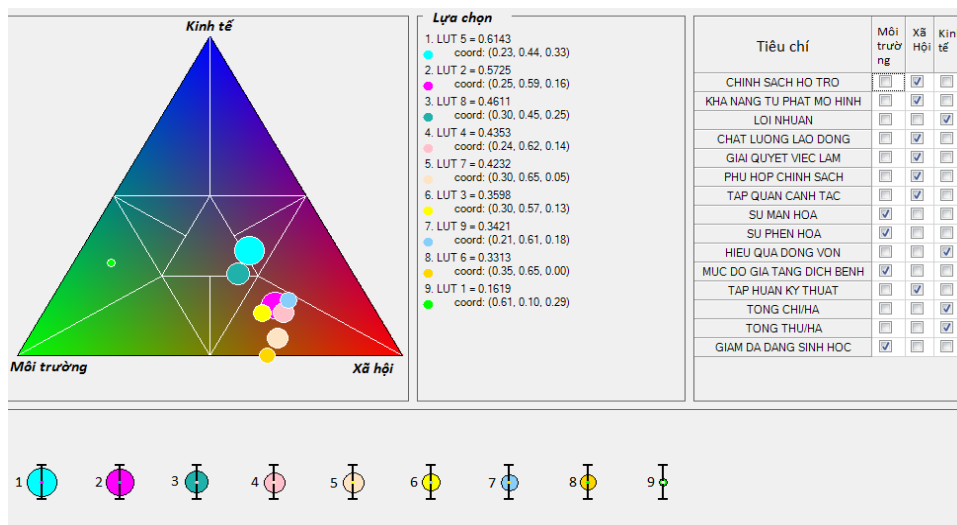 Kinh tế
Môi trường
Xã hội
Lựa chọn
1. LUT 5 = 0.6143
coord: (0.23, 0.44, 0.33)
2. LUT 2 = 0.5725
coord: (0.25, 0.59, 0.16)
3. LUT 8 = 0.4611
coord: (0.30, 0.45, 0.25)
4. LUT 4 = 0.4353
coord: (0.24, 0.62, 0.14)
5. LUT 7 = 0.4232
coord: (0.30, 0.65, 0.05)
6. LUT 3 = 0.3598
coord: (0.30, 0.57, 0.13)
7. LUT 9 = 0.3421
coord: (0.21, 0.61, 0.18)
8. LUT 6 = 0.3313
coord: (0.35, 0.65, 0.00)
9. LUT 1 = 0.1619
coord: (0.61, 0.10, 0.29)
Tiêu chí
Môi
trườ
ng
Xã
Hội
Kin
tế
CHINH SACH HO TRO
KHA NANG TU PHAT MO HINH
LOI NHUAN
CHAT LUONG LAO DONG
GIAI QUYET VIEC LAM
PHU HOP CHINH SACH
TAP QUAN CANH TAC
SU MAN HOA
SU PHEN HOA
HIEU QUA DONG VON
MUC DO GIA TANG DICH BENH
TAP HUAN KY THUAT
TONG CHI/HA
TONG THU/HA
GIAM DA DANG SINH HOC
1 2 3 4 5 6 7 8 9